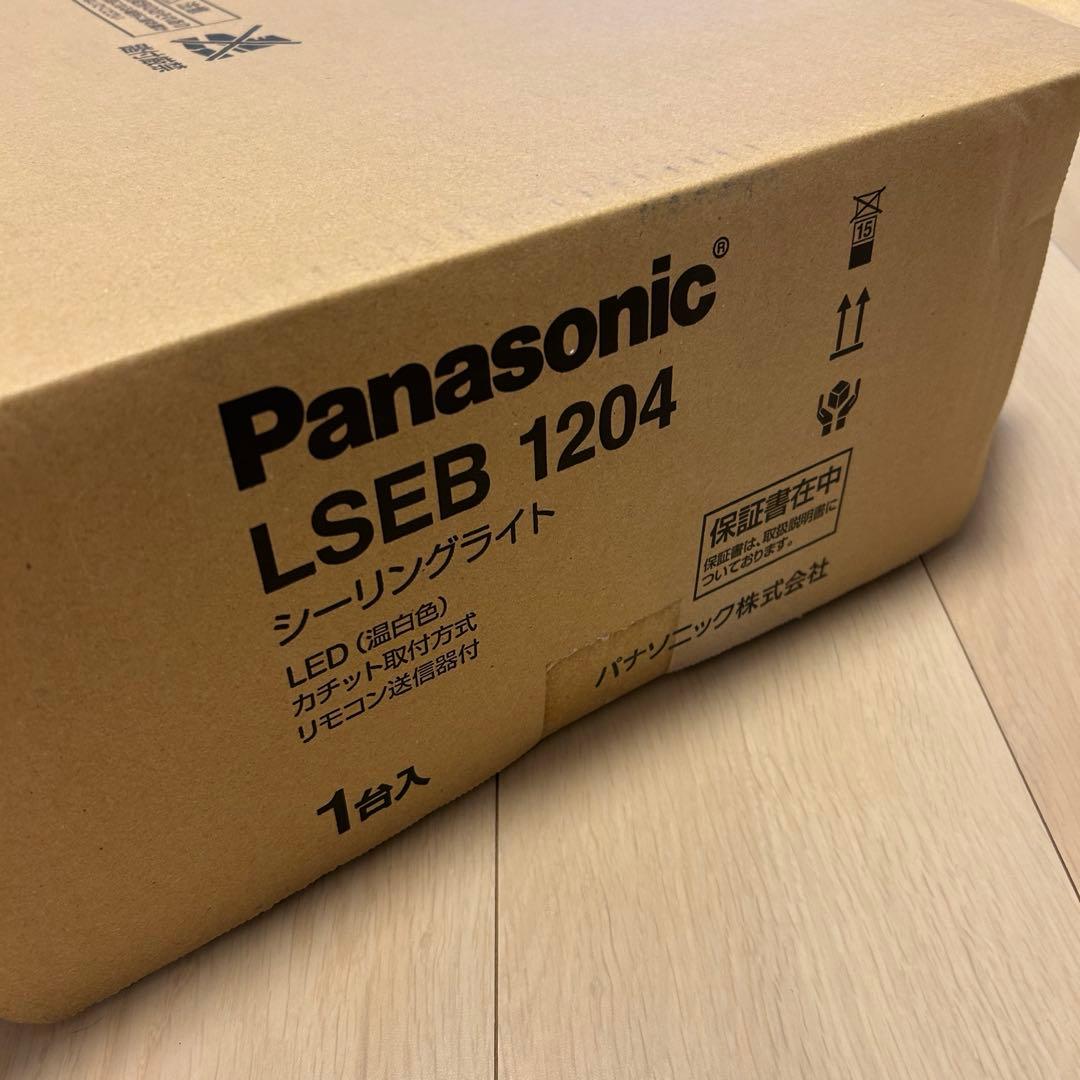 Panasonic®
LSEB 1204
シーリングライト
LED（温白色）
カチット取付方式
リモコン送信器付
1台入
15
保証書在中
保証書は、取扱説明書に
ついております。
パナソニック株式会社